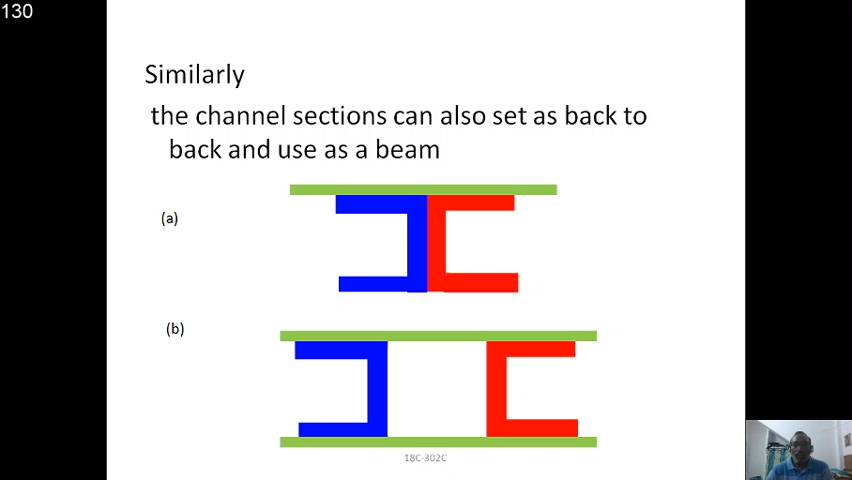 130
Similarly
the channel sections can also set as back to
back and use as a beam
(a)
(b)
18C-302C